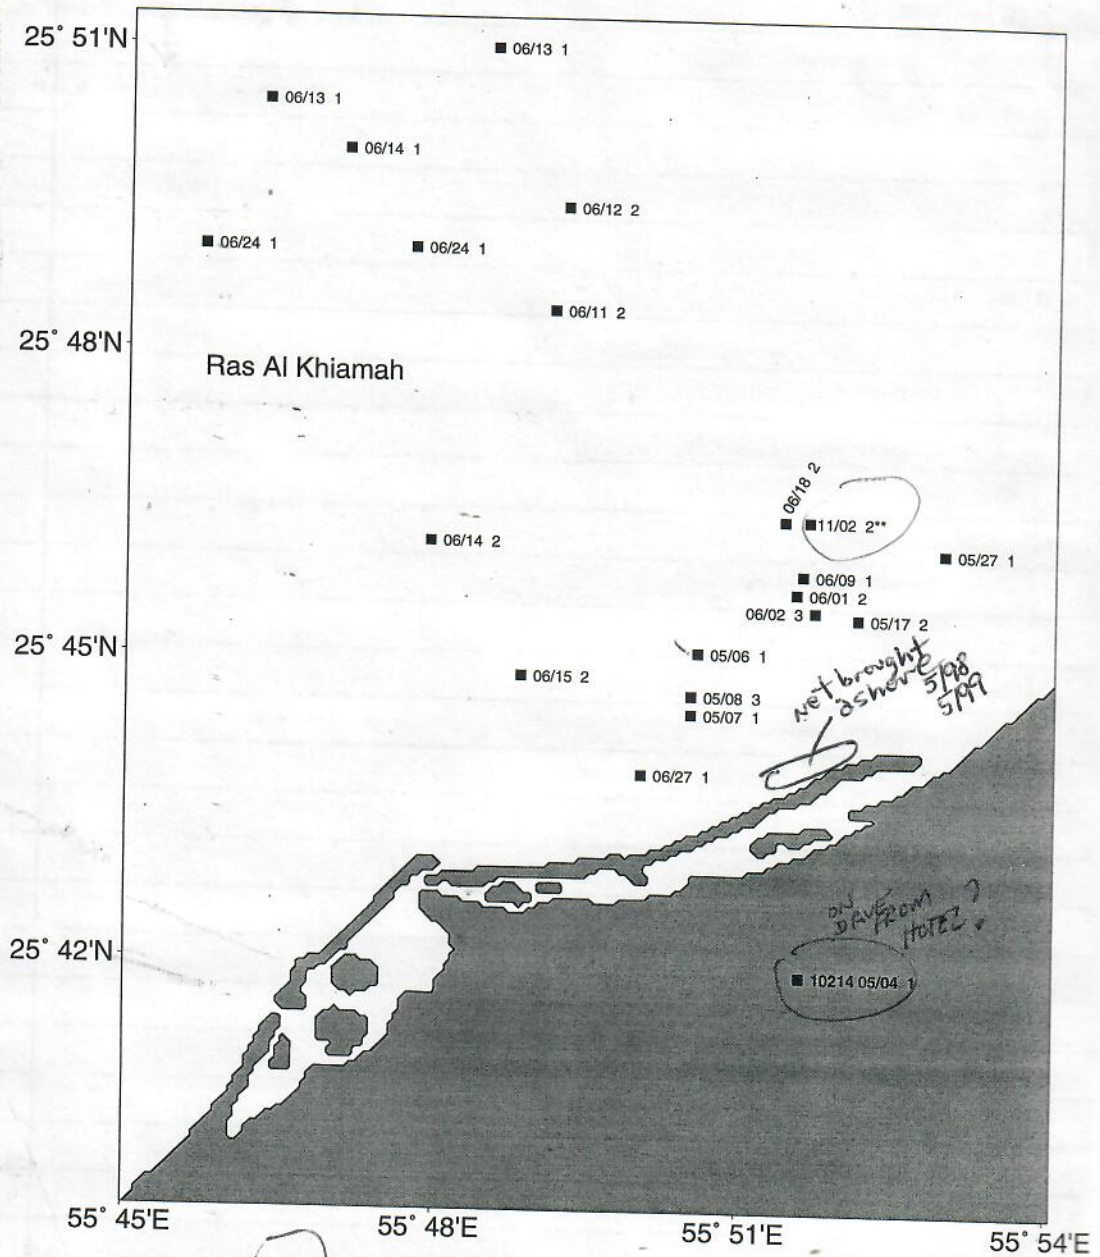 25° 51'N
06/13 1
06/13 1
06/14 1
06/12 2
06/24 1
06/24 1
06/11 2
25° 48'N
Ras Al Khiamah
06/18 2
11/02 2**
06/14 2
05/27 1
06/09 1
06/01 2
06/02 3
05/17 2
25° 45'N
05/06 1
06/15 2
05/08 3
05/07 1
net brought
ashore 5/98
5/99
06/27 1
ON
DRIVE FROM
HOTEL ?
25° 42'N
10214 05/04 1
55° 45'E
55° 48'E
55° 51'E
55° 54'E